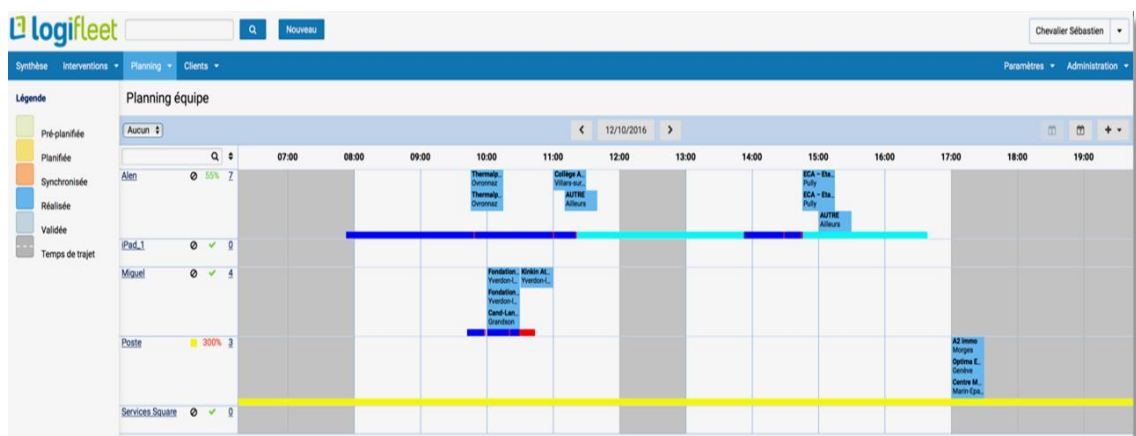 logifleet
Nouveau
Chevalier Sébastien
Synthèse Interventions Planning Clients Paramètres Administration
Légende
Pré-planifiée
Planifiée
Synchronisée
Réalisée
Validée
Temps de trajet
Planning équipe
Aucun 12/10/2016
07:00 08:00 09:00 10:00 11:00 12:00 13:00 14:00 15:00 16:00 17:00 18:00 19:00
Alen 55% 7
Thermalp..
Ovronnaz
Thermalp..
Ovronnaz
Collège A..
Villars-sur..
AUTRE
Ailleurs
ECA - Eta..
Pully
ECA - Eta..
Pully
AUTRE
Ailleurs
iPad_1 0
Miguel 4
Fondation..
Yverdon-l..
Fondation..
Yverdon-l..
Cand-Lan..
Grandson
Kinkin At..
Yverdon-l..
Poste 300% 3
A2 immo
Morges
Optima E..
Genève
Centre M..
Marin-Epa..
Services Square 0